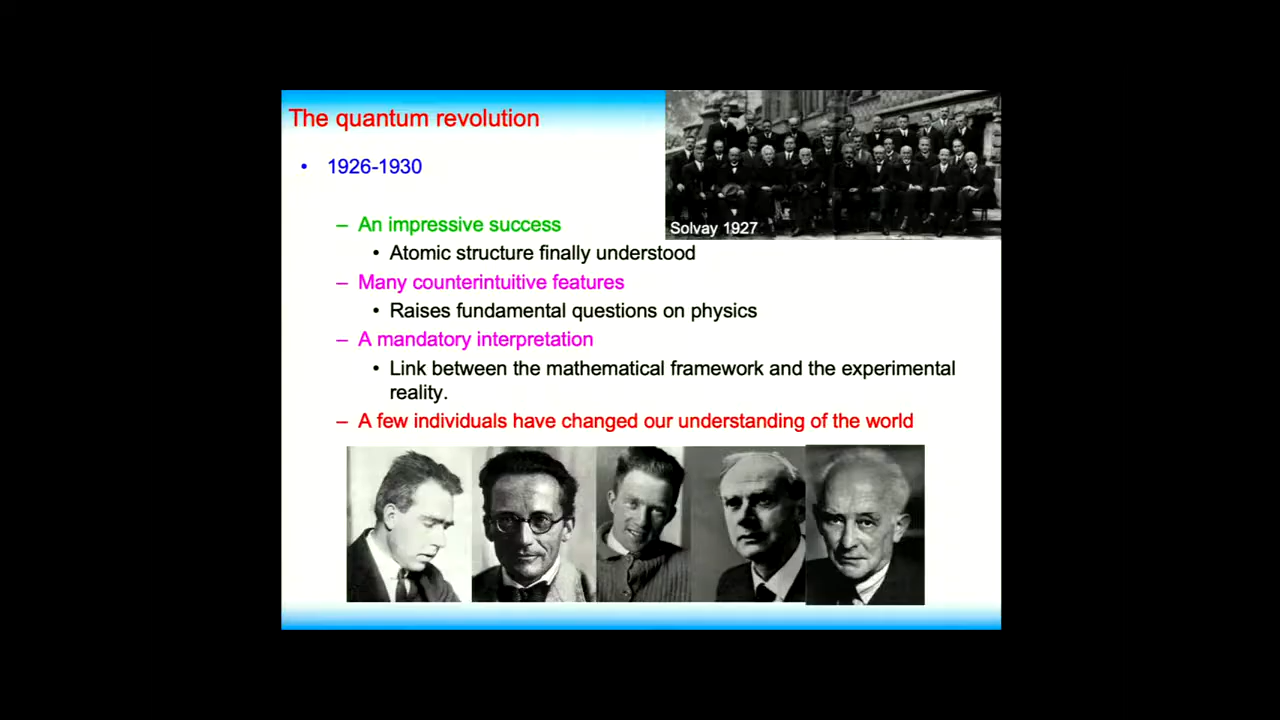 The quantum revolution
• 1926-1930
Solvay 1927
– An impressive success
• Atomic structure finally understood
– Many counterintuitive features
• Raises fundamental questions on physics
– A mandatory interpretation
• Link between the mathematical framework and the experimental
reality.
– A few individuals have changed our understanding of the world